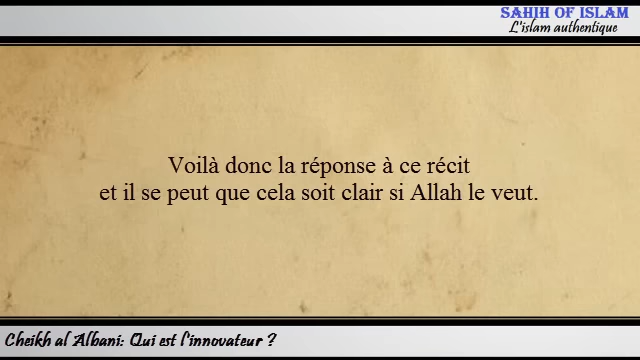 SAHIH OF ISLAM
L'islam authentique
Voilà donc la réponse à ce récit
et il se peut que cela soit clair si Allah le veut.
Cheikh al Albani: Qui est l'innovateur ?